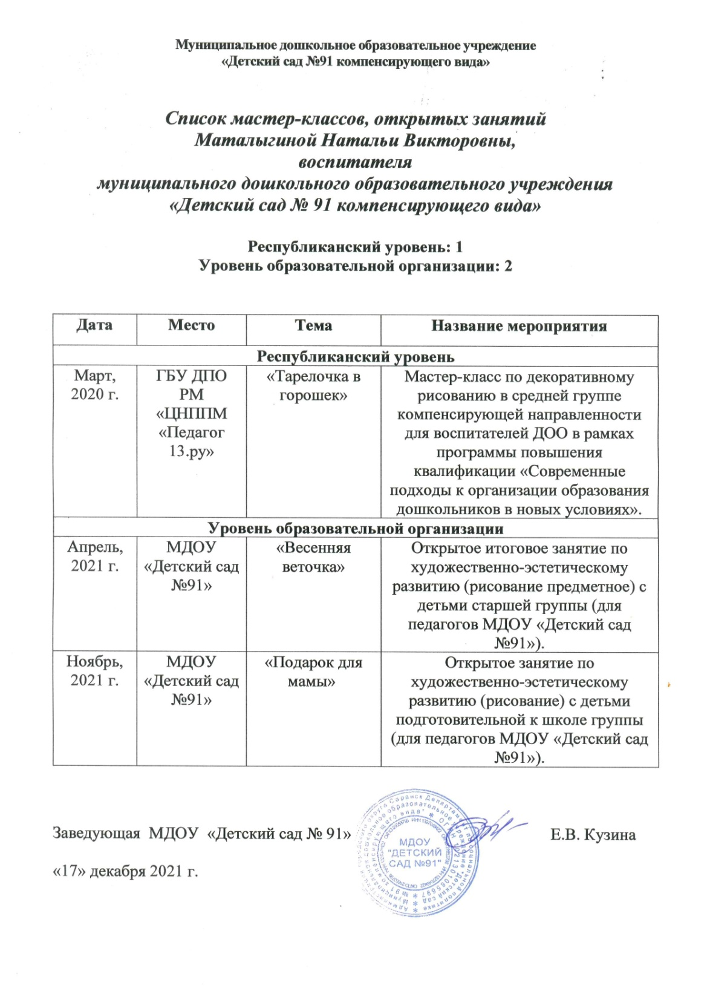 Муниципальное дошкольное образовательное учреждение
«Детский сад №91 компенсирующего вида»
Список мастер-классов, открытых занятий
Маталыгиной Натальи Викторовны,
воспитателя
муниципального дошкольного образовательного учреждения
«Детский сад № 91 компенсирующего вида»
Республиканский уровень: 1
Уровень образовательной организации: 2
Дата Место Тема Название мероприятия
Республиканский уровень
Март,
2020 г.
ГБУ ДПО
РМ
«ЦНППМ
«Педагог
13.ру»
«Тарелочка в
горошек»
Мастер-класс по декоративному
рисованию в средней группе
компенсирующей направленности
для воспитателей ДОО в рамках
программы повышения
квалификации «Современные
подходы к организации образования
дошкольников в новых условиях».
Уровень образовательной организации
Апрель,
2021 г.
МДОУ
«Детский сад
№91»
«Весенняя
веточка»
Открытое итоговое занятие по
художественно-эстетическому
развитию (рисование предметное) с
детьми старшей группы (для
педагогов МДОУ «Детский сад
№91»).
Ноябрь,
2021 г.
МДОУ
«Детский сад
№91»
«Подарок для
мамы»
Открытое занятие по
художественно-эстетическому
развитию (рисование) с детьми
подготовительной к школе группы
(для педагогов МДОУ «Детский сад
№91»).
Заведующая МДОУ «Детский сад № 91» Е.В. Кузина
МДОУ
"ДЕТСКИЙ
САД №91"
«17» декабря 2021 г.